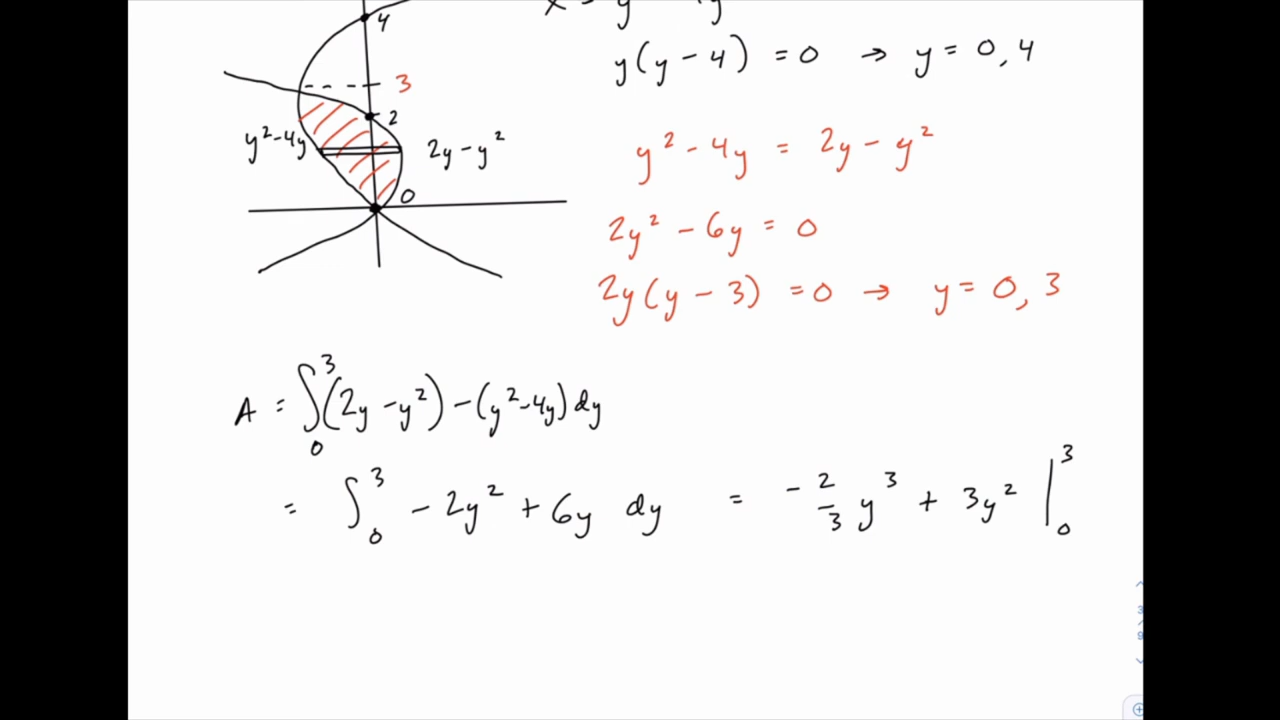 4
y(y - 4) = 0 → y = 0, 4
3
2
y² - 4y
2y - y²
0
y² - 4y = 2y - y²
2y² - 6y = 0
2y(y - 3) = 0 → y = 0, 3
A = ∫₀³ (2y - y²) - (y² - 4y) dy
= ∫₀³ - 2y² + 6y dy = - 2/3 y³ + 3y² |₀³